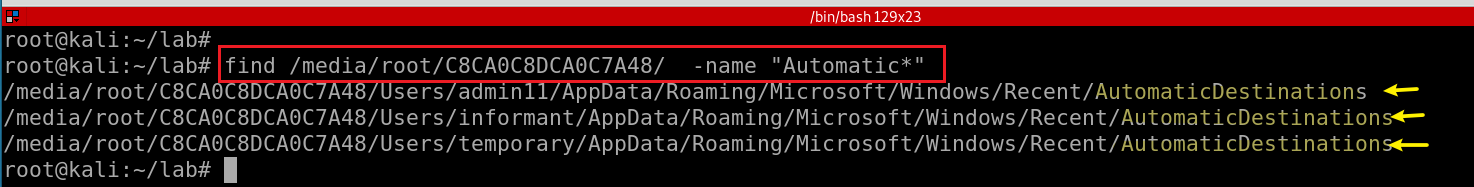 /bin/bash 129x23
root@kali:~/lab#
root@kali:~/lab# find /media/root/C8CA0C8DCA0C7A48/  -name "Automatic*"
/media/root/C8CA0C8DCA0C7A48/Users/admin11/AppData/Roaming/Microsoft/Windows/Recent/AutomaticDestinations
/media/root/C8CA0C8DCA0C7A48/Users/informant/AppData/Roaming/Microsoft/Windows/Recent/AutomaticDestinations
/media/root/C8CA0C8DCA0C7A48/Users/temporary/AppData/Roaming/Microsoft/Windows/Recent/AutomaticDestinations
root@kali:~/lab#